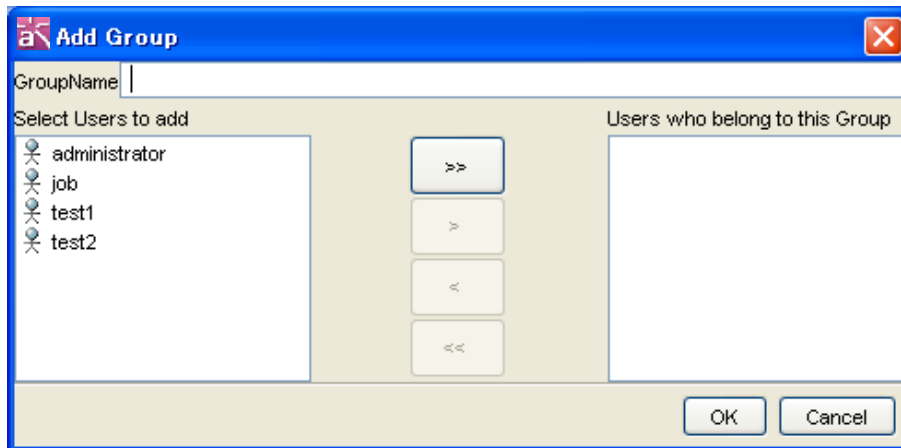 a Add Group
GroupName
Select Users to add
Users who belong to this Group
administrator
job
test1
test2
>>
>
<
<<
OK Cancel